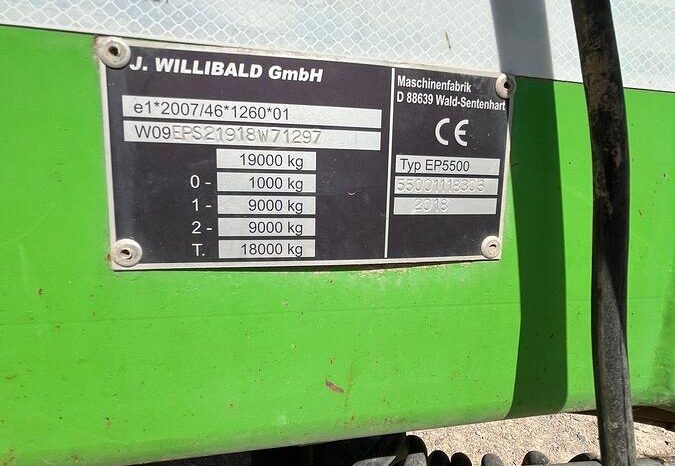 J. WILLIBALD GmbH
e1*2007/46*1260*01
W09EPS21918W71297
19000 kg
0 - 1000 kg
1 - 9000 kg
2 - 9000 kg
T. 18000 kg
Maschinenfabrik
D 88639 Wald-Sentenhart
CE
Typ EP5500
2018